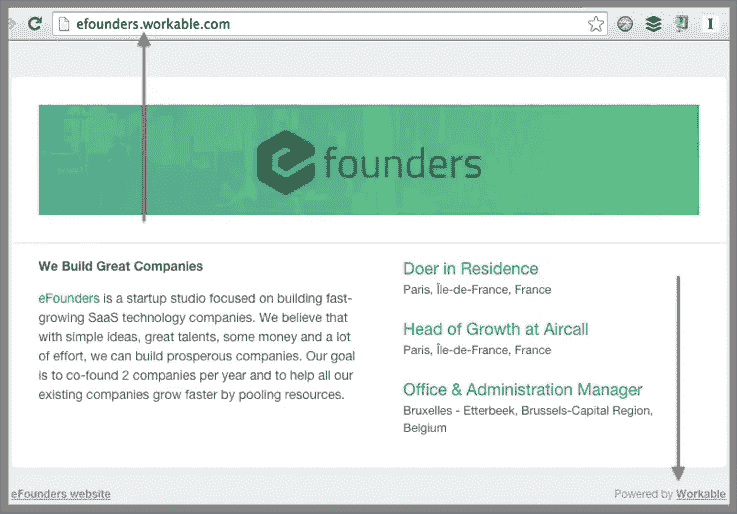 efounders.workable.com
founders
We Build Great Companies
eFounders is a startup studio focused on building fast-
growing SaaS technology companies. We believe that
with simple ideas, great talents, some money and a lot
of effort, we can build prosperous companies. Our goal
is to co-found 2 companies per year and to help all our
existing companies grow faster by pooling resources.
Doer in Residence
Paris, Île-de-France, France
Head of Growth at Aircall
Paris, Île-de-France, France
Office & Administration Manager
Bruxelles - Etterbeek, Brussels-Capital Region,
Belgium
eFounders website
Powered by Workable